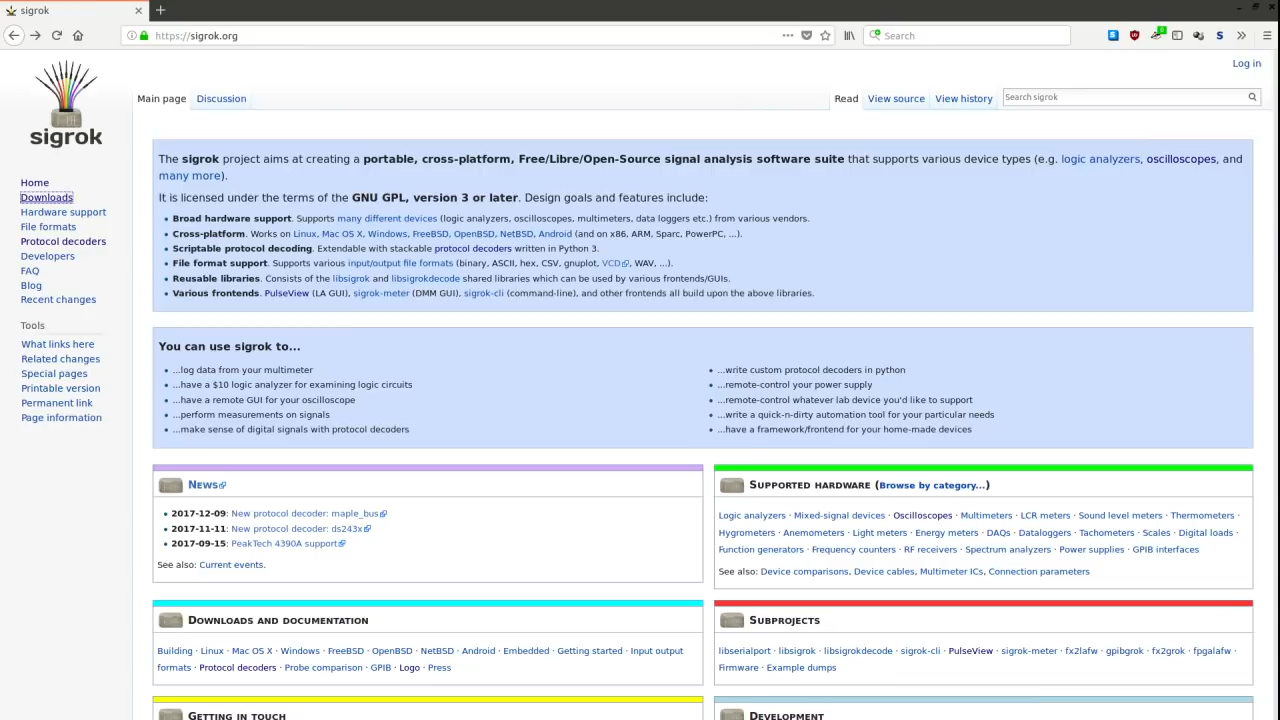 sigrok
https://sigrok.org
Search
Log in
sigrok
Main page
Discussion
Read
View source
View history
Search sigrok
Home
Downloads
Hardware support
File formats
Protocol decoders
Developers
FAQ
Blog
Recent changes
Tools
What links here
Related changes
Special pages
Printable version
Permanent link
Page information
The sigrok project aims at creating a portable, cross-platform, Free/Libre/Open-Source signal analysis software suite that supports various device types (e.g. logic analyzers, oscilloscopes, and
many more).
It is licensed under the terms of the GNU GPL, version 3 or later. Design goals and features include:
• Broad hardware support. Supports many different devices (logic analyzers, oscilloscopes, multimeters, data loggers etc.) from various vendors.
• Cross-platform. Works on Linux, Mac OS X, Windows, FreeBSD, OpenBSD, NetBSD, Android (and on x86, ARM, Sparc, PowerPC, ...).
• Scriptable protocol decoding. Extendable with stackable protocol decoders written in Python 3.
• File format support. Supports various input/output file formats (binary, ASCII, hex, CSV, gnuplot, VCD, WAV, ...).
• Reusable libraries. Consists of the libsigrok and libsigrokdecode shared libraries which can be used by various frontends/GUIs.
• Various frontends. PulseView (LA GUI), sigrok-meter (DMM GUI), sigrok-cli (command-line), and other frontends all build upon the above libraries.
You can use sigrok to...
• ...log data from your multimeter
• ...have a $10 logic analyzer for examining logic circuits
• ...have a remote GUI for your oscilloscope
• ...perform measurements on signals
• ...make sense of digital signals with protocol decoders
• ...write custom protocol decoders in python
• ...remote-control your power supply
• ...remote-control whatever lab device you'd like to support
• ...write a quick-n-dirty automation tool for your particular needs
• ...have a framework/frontend for your home-made devices
News
• 2017-12-09: New protocol decoder: maple_bus
• 2017-11-11: New protocol decoder: ds243x
• 2017-09-15: PeakTech 4390A support
See also: Current events.
Supported hardware (Browse by category...)
Logic analyzers · Mixed-signal devices · Oscilloscopes · Multimeters · LCR meters · Sound level meters · Thermometers ·
Hygrometers · Anemometers · Light meters · Energy meters · DAQs · Dataloggers · Tachometers · Scales · Digital loads ·
Function generators · Frequency counters · RF receivers · Spectrum analyzers · Power supplies · GPIB interfaces
See also: Device comparisons, Device cables, Multimeter ICs, Connection parameters
Downloads and documentation
Building · Linux · Mac OS X · Windows · FreeBSD · OpenBSD · NetBSD · Android · Embedded · Getting started · Input output
formats · Protocol decoders · Probe comparison · GPIB · Logo · Press
Subprojects
libserialport · libsigrok · libsigrokdecode · sigrok-cli · PulseView · sigrok-meter · fx2lafw · gpibgrok · fx2grok · fpgalafw ·
Firmware · Example dumps
Getting in touch
Development